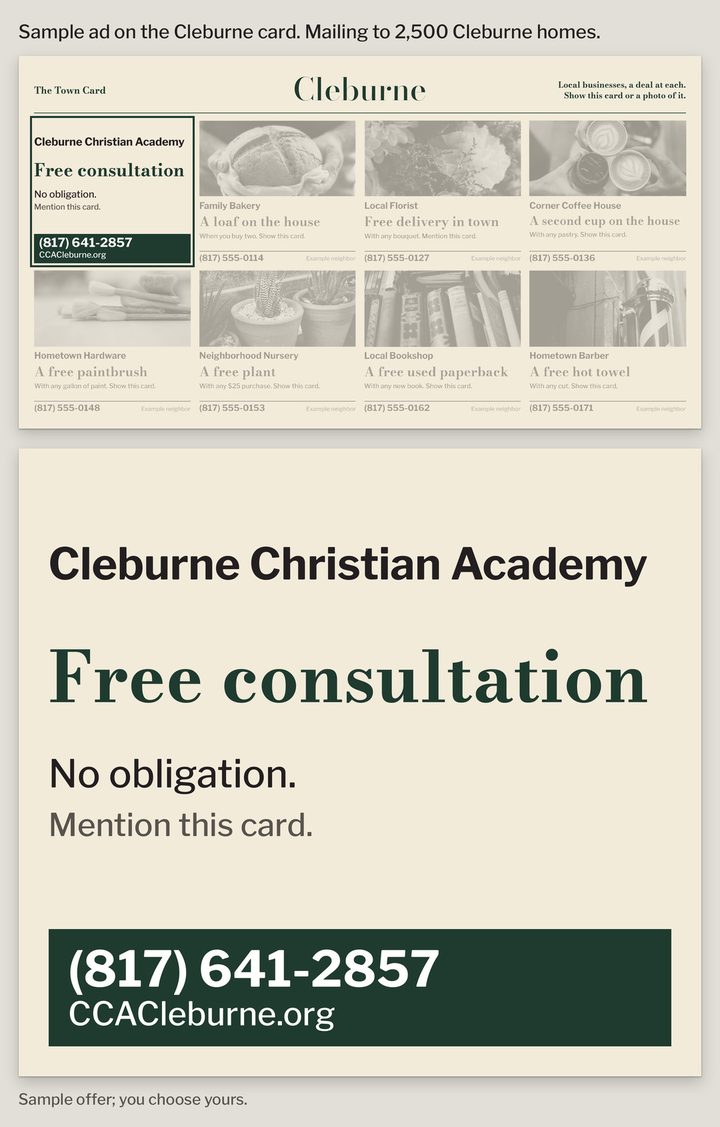 Sample ad on the Cleburne card. Mailing to 2,500 Cleburne homes.
The Town Card
Cleburne
Local businesses, a deal at each.
Show this card or a photo of it.
Cleburne Christian Academy
Free consultation
No obligation.
Mention this card.
(817) 641-2857
CCACleburne.org
Family Bakery
A loaf on the house
When you buy two. Show this card.
(817) 555-0114
Example neighbor
Local Florist
Free delivery in town
With any bouquet. Mention this card.
(817) 555-0127
Example neighbor
Corner Coffee House
A second cup on the house
With any pastry. Show this card.
(817) 555-0136
Example neighbor
Hometown Hardware
A free paintbrush
With any gallon of paint. Show this card.
(817) 555-0148
Example neighbor
Neighborhood Nursery
A free plant
With any $25 purchase. Show this card.
(817) 555-0153
Example neighbor
Local Bookshop
A free used paperback
With any new book. Show this card.
(817) 555-0162
Example neighbor
Hometown Barber
A free hot towel
With any cut. Show this card.
(817) 555-0171
Example neighbor
Cleburne Christian Academy
Free consultation
No obligation.
Mention this card.
(817) 641-2857
CCACleburne.org
Sample offer; you choose yours.